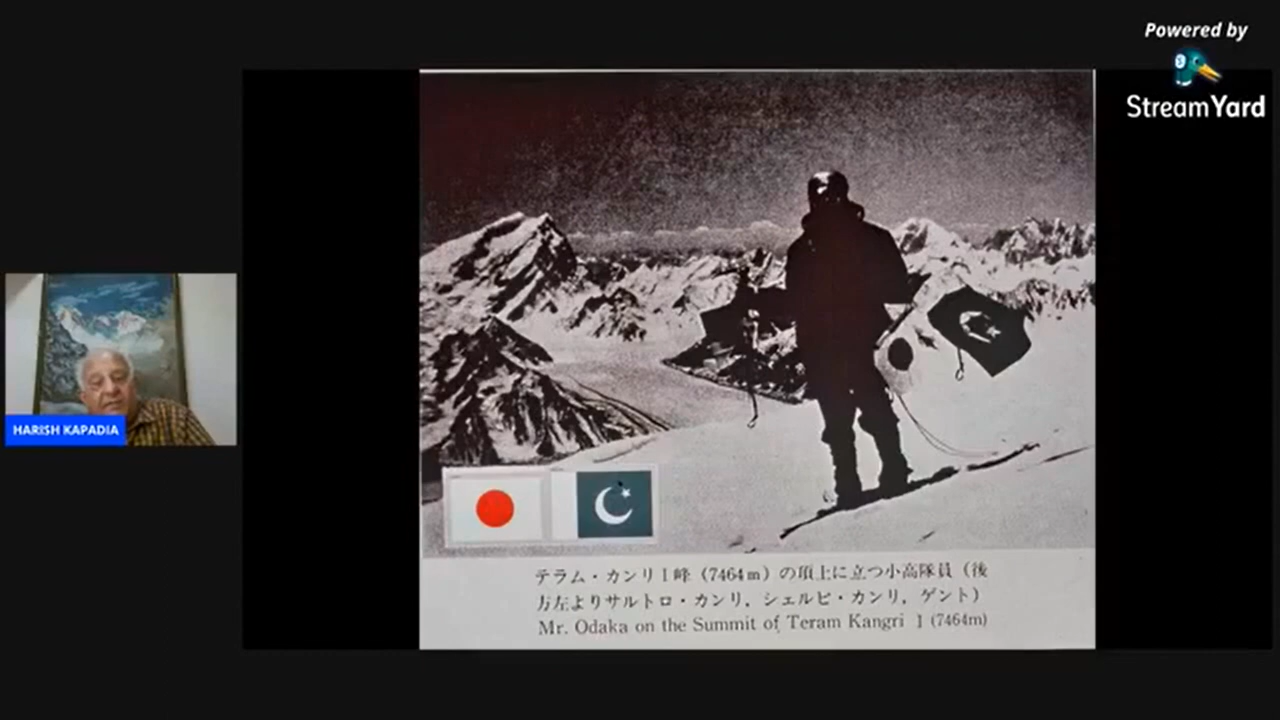 Powered by
StreamYard
HARISH KAPADIA
テラム・カンリⅠ峰（7464m）の頂上に立つ小高隊員（後
方左よりサルトロ・カンリ，シェルピ・カンリ，ゲント）
Mr. Odaka on the Summit of Teram Kangri I (7464m)